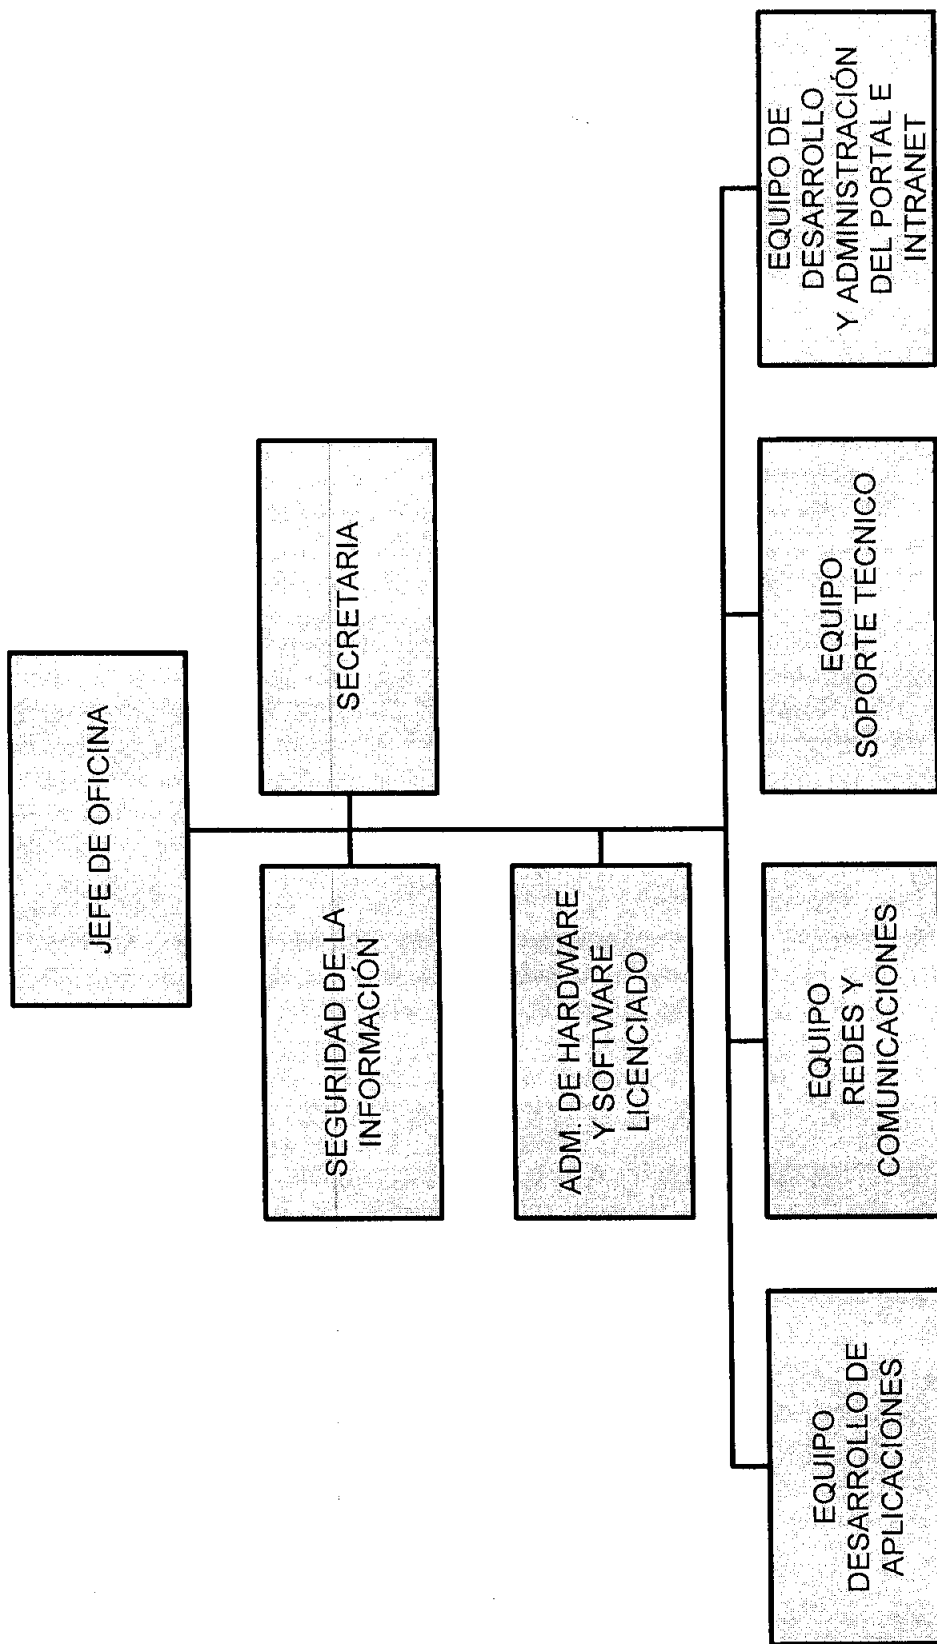 JEFE DE OFICINA
SEGURIDAD DE LA
INFORMACIÓN
SECRETARIA
ADM. DE HARDWARE
Y SOFTWARE
LICENCIADO
EQUIPO
DESARROLLO DE
APLICACIONES
EQUIPO
REDES Y
COMUNICACIONES
EQUIPO
SOPORTE TECNICO
EQUIPO DE
DESARROLLO
Y ADMINISTRACIÓN
DEL PORTAL E
INTRANET